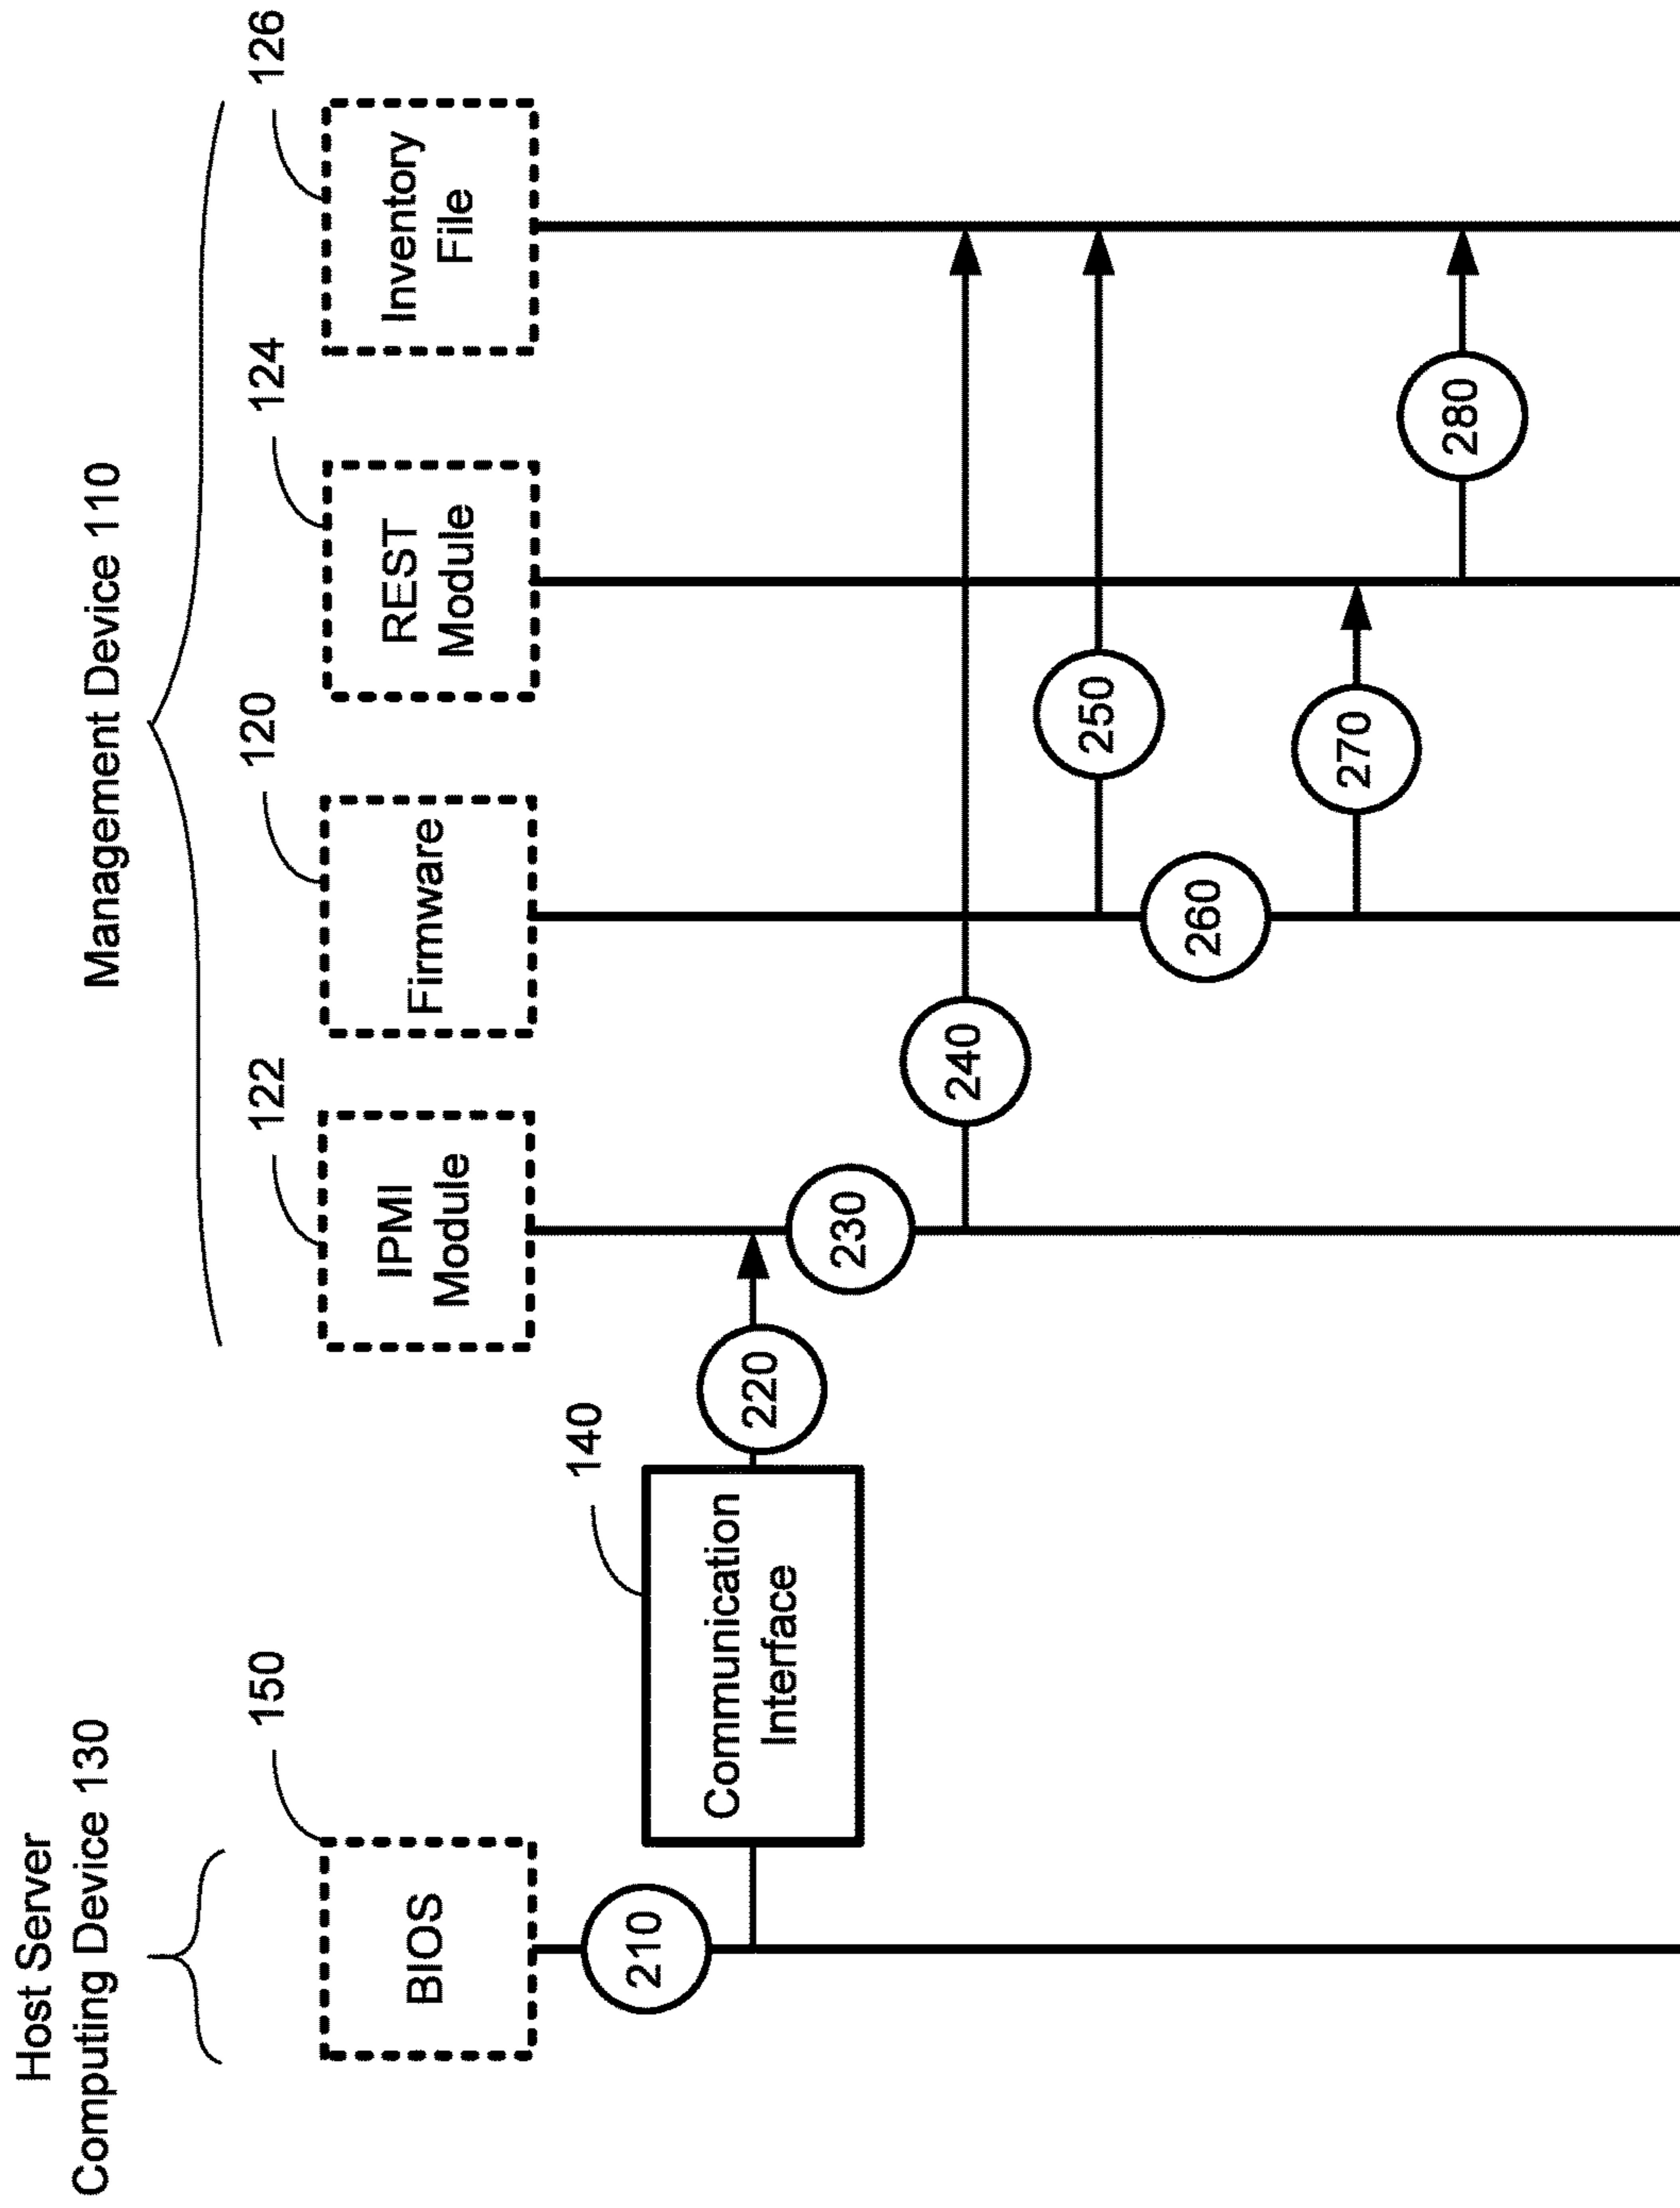 Host Server
Computing Device 130
Management Device 110
150
122
120
124
126
BIOS
IPMI
Module
Firmware
REST
Module
Inventory
File
140
210
Communication
Interface
220
230
240
250
260
270
280